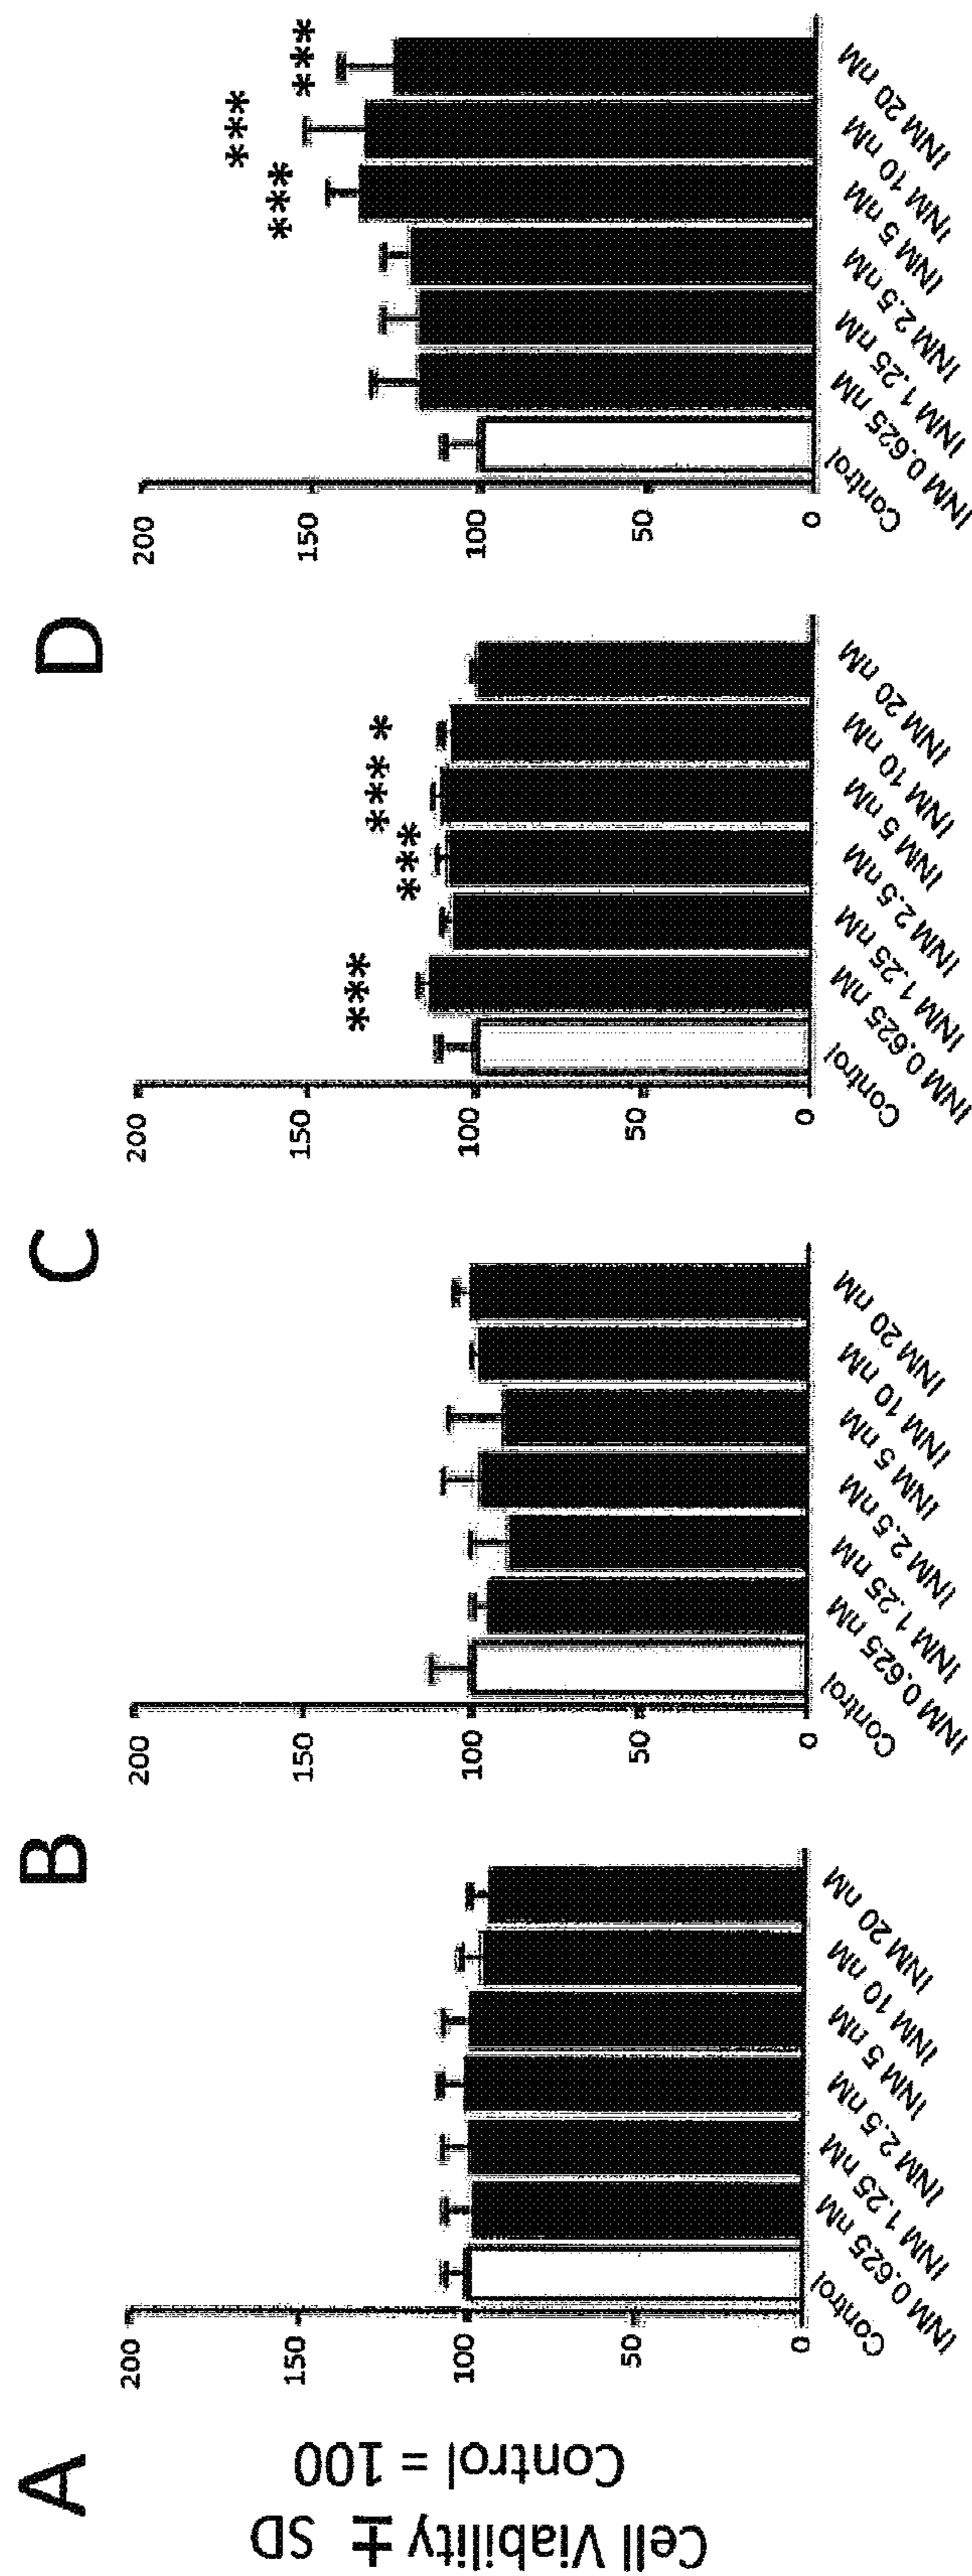 A
Cell Viability ± SD
Control = 100
200
150
100
50
0
Control
INM 0.625 nM
INM 1.25 nM
INM 2.5 nM
INM 5 nM
INM 10 nM
INM 20 nM
B
200
150
100
50
0
Control
INM 0.625 nM
INM 1.25 nM
INM 2.5 nM
INM 5 nM
INM 10 nM
INM 20 nM
C
***
***
***
*
200
150
100
50
0
Control
INM 0.625 nM
INM 1.25 nM
INM 2.5 nM
INM 5 nM
INM 10 nM
INM 20 nM
D
***
***
***
200
150
100
50
0
Control
INM 0.625 nM
INM 1.25 nM
INM 2.5 nM
INM 5 nM
INM 10 nM
INM 20 nM